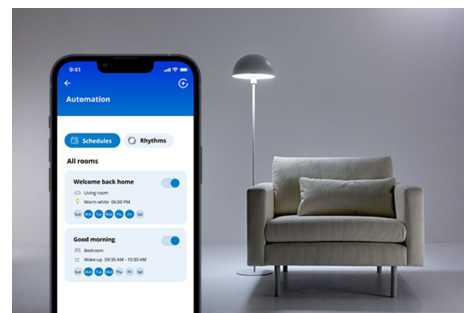 9:41
Automation
Schedules
Rhythms
All rooms
Welcome back home
Living room
Warm white 06:00 PM
Sun Mon Tue Wed Thu Fri Sat
Good morning
Bedroom
Wake-up 09:30 AM - 10:30 AM
Sun Mon Tue Wed Thu Fri Sat